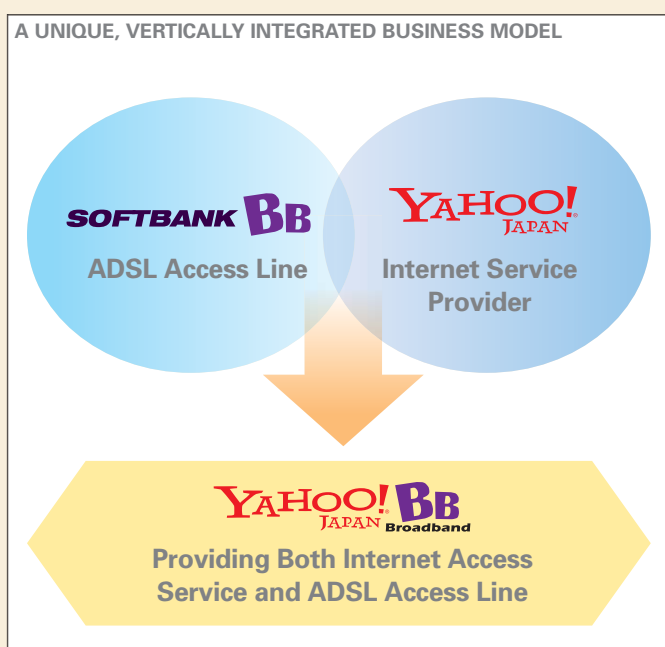 A UNIQUE, VERTICALLY INTEGRATED BUSINESS MODEL
SOFTBANK BB
ADSL Access Line
YAHOO!
JAPAN
Internet Service
Provider
YAHOO! BB
JAPAN Broadband
Providing Both Internet Access
Service and ADSL Access Line